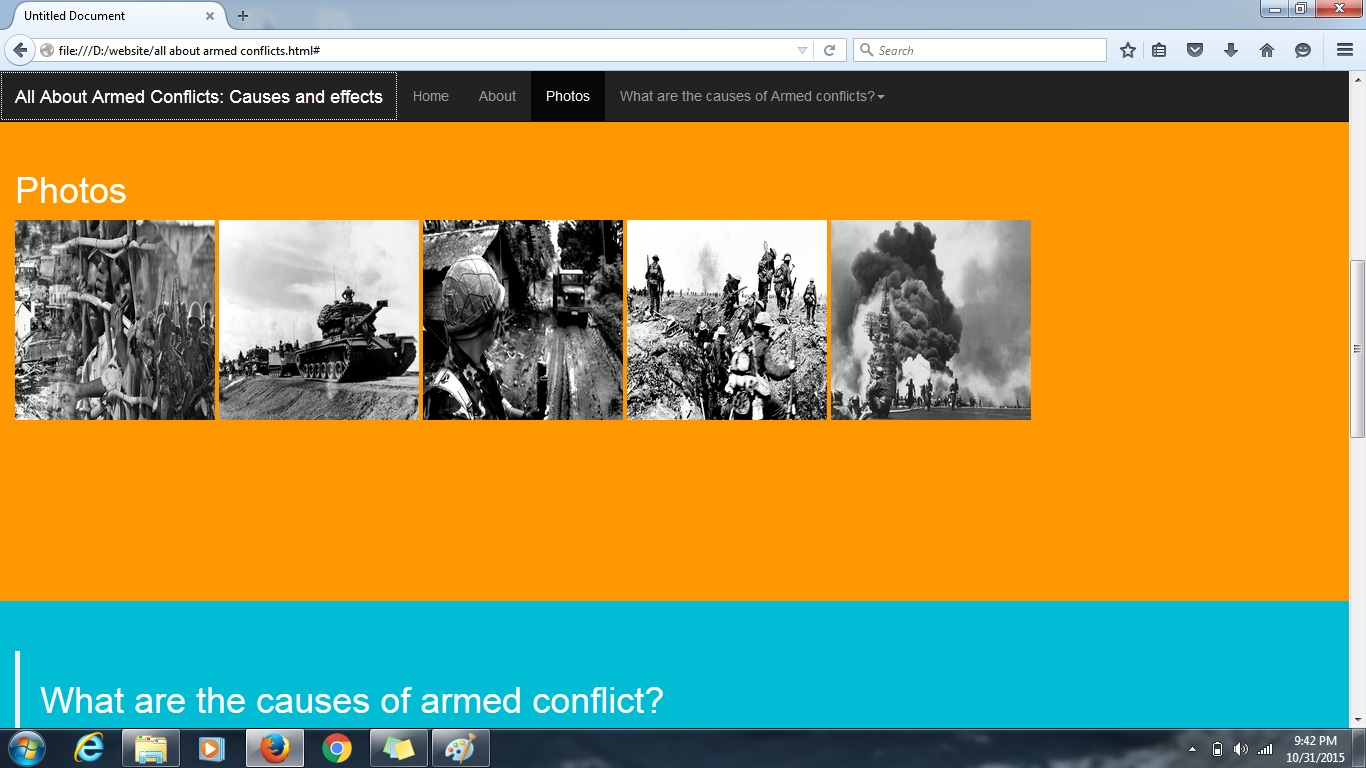 Untitled Document
file:///D:/website/all about armed conflicts.html#
Search
All About Armed Conflicts: Causes and effects
Home
About
Photos
What are the causes of Armed conflicts?
Photos
What are the causes of armed conflict?
9:42 PM
10/31/2015